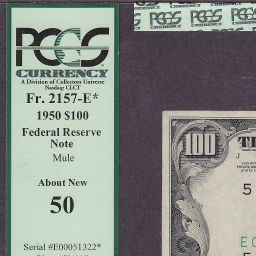 PCGS
CURRENCY
A Division of Collectors Universe
Nasdaq: CLCT
Fr. 2157-E*
1950 $100
Federal Reserve
Note
Mule
About New
50
Serial #E00051322*
PCGS
PCGS
100